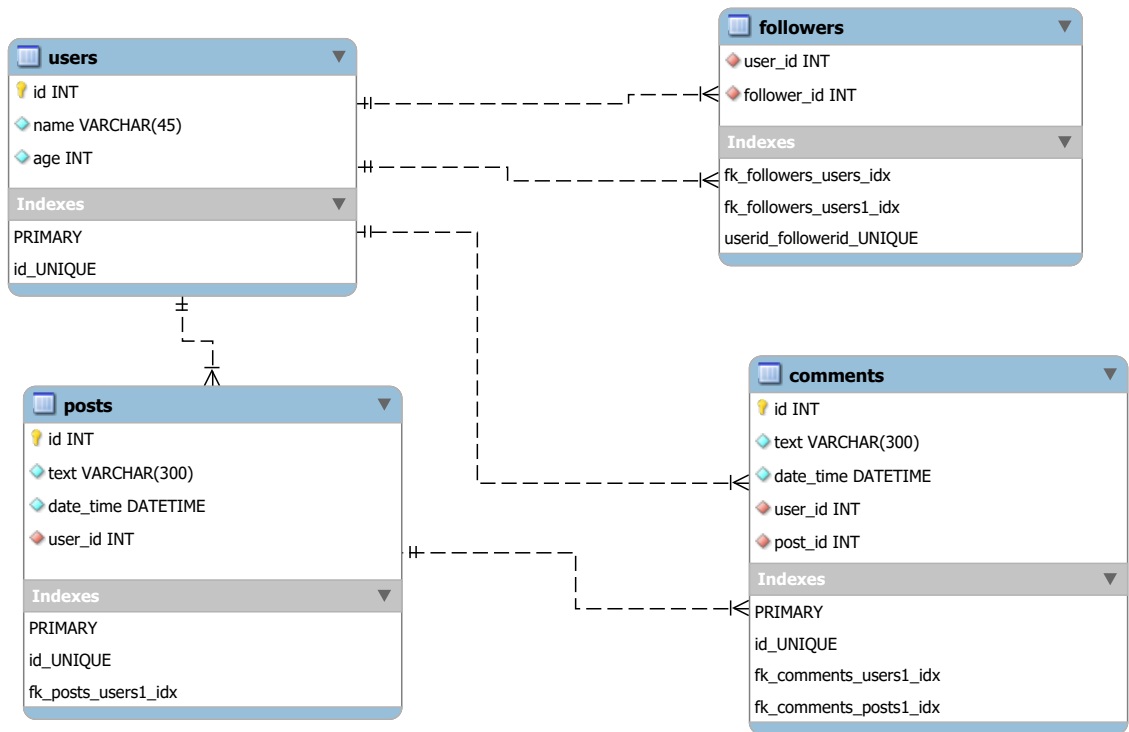 users
id INT
name VARCHAR(45)
age INT
Indexes
PRIMARY
id_UNIQUE
followers
user_id INT
follower_id INT
Indexes
fk_followers_users_idx
fk_followers_users1_idx
userid_followerid_UNIQUE
posts
id INT
text VARCHAR(300)
date_time DATETIME
user_id INT
Indexes
PRIMARY
id_UNIQUE
fk_posts_users1_idx
comments
id INT
text VARCHAR(300)
date_time DATETIME
user_id INT
post_id INT
Indexes
PRIMARY
id_UNIQUE
fk_comments_users1_idx
fk_comments_posts1_idx